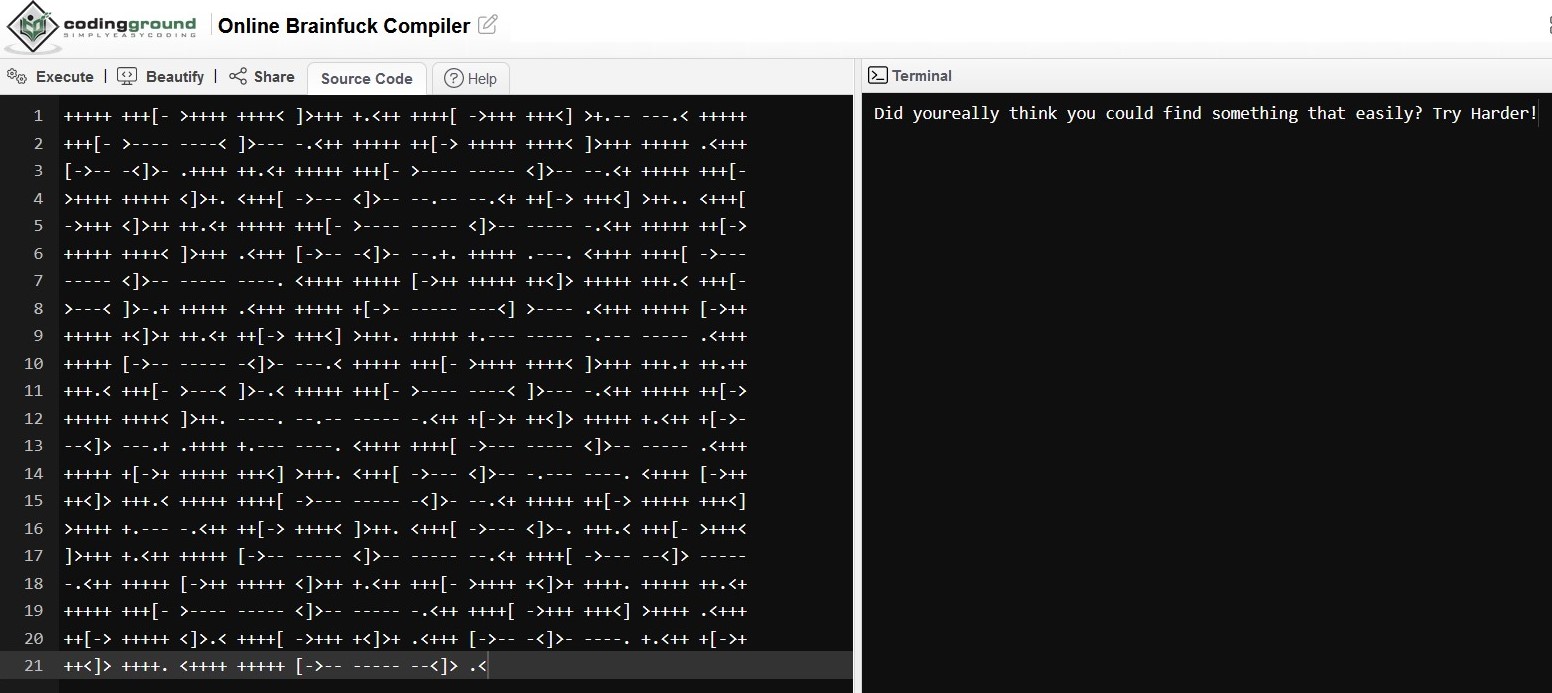 codingground
SIMPLYEASYCODING
Online Brainfuck Compiler
Execute | Beautify | Share Source Code Help
Terminal
1 +++++ +++[- >++++ ++++< ]>+++ +.<++ ++++[ ->+++ +++<] >+.-- ---.< +++++
2 +++[- >---- ----< ]>--- -.<++ +++++ ++[-> +++++ ++++< ]>+++ +++++ .<+++
3 [->-- -<]>- .++++ ++.<+ +++++ +++[- >---- ----- <]>-- --.<+ +++++ +++[-
4 >++++ +++++ <]>+. <+++[ ->--- <]>-- --.-- --.<+ ++[-> +++<] >++.. <+++[
5 ->+++ <]>++ ++.<+ +++++ +++[- >---- ----- <]>-- ----- -.<++ +++++ ++[->
6 +++++ ++++< ]>+++ .<+++ [->-- -<]>- --.+. +++++ .---. <++++ ++++[ ->---
7 ----- <]>-- ----- ----. <++++ +++++ [->++ +++++ ++<]> +++++ +++.< +++[-
8 >---< ]>-.+ +++++ .<+++ +++++ +[->- ----- ---<] >---- .<+++ +++++ [->++
9 +++++ +<]>+ ++.<+ ++[-> +++<] >+++. +++++ +.--- ----- -.--- ----- .<+++
10 +++++ [->-- ----- -<]>- ---.< +++++ +++[- >++++ ++++< ]>+++ +++.+ ++.++
11 +++.< +++[- >---< ]>-.< +++++ +++[- >---- ----< ]>--- -.<++ +++++ ++[->
12 +++++ ++++< ]>++. ----. --.-- ----- -.<++ +[->+ ++<]> +++++ +.<++ +[->-
13 --<]> ---.+ .++++ +.--- ----. <++++ ++++[ ->--- ----- <]>-- ----- .<+++
14 +++++ +[->+ +++++ +++<] >+++. <+++[ ->--- <]>-- -.--- ----. <++++ [->++
15 ++<]> +++.< +++++ ++++[ ->--- ----- -<]>- --.<+ +++++ ++[-> +++++ +++<]
16 >++++ +.--- -.<++ ++[-> ++++< ]>++. <+++[ ->--- <]>-. +++.< +++[- >+++<
17 ]>+++ +.<++ +++++ [->-- ----- <]>-- ----- --.<+ ++++[ ->--- --<]> -----
18 -.<++ +++++ [->++ +++++ <]>++ +.<++ +++[- >++++ +<]>+ ++++. +++++ ++.<+
19 +++++ +++[- >---- ----- <]>-- ----- -.<++ ++++[ ->+++ +++<] >++++ .<+++
20 ++[-> +++++ <]>.< ++++[ ->+++ +<]>+ .<+++ [->-- -<]>- ----. +.<++ +[->+
21 ++<]> ++++. <++++ +++++ [->-- ----- --<]> .<
Did youreally think you could find something that easily? Try Harder!